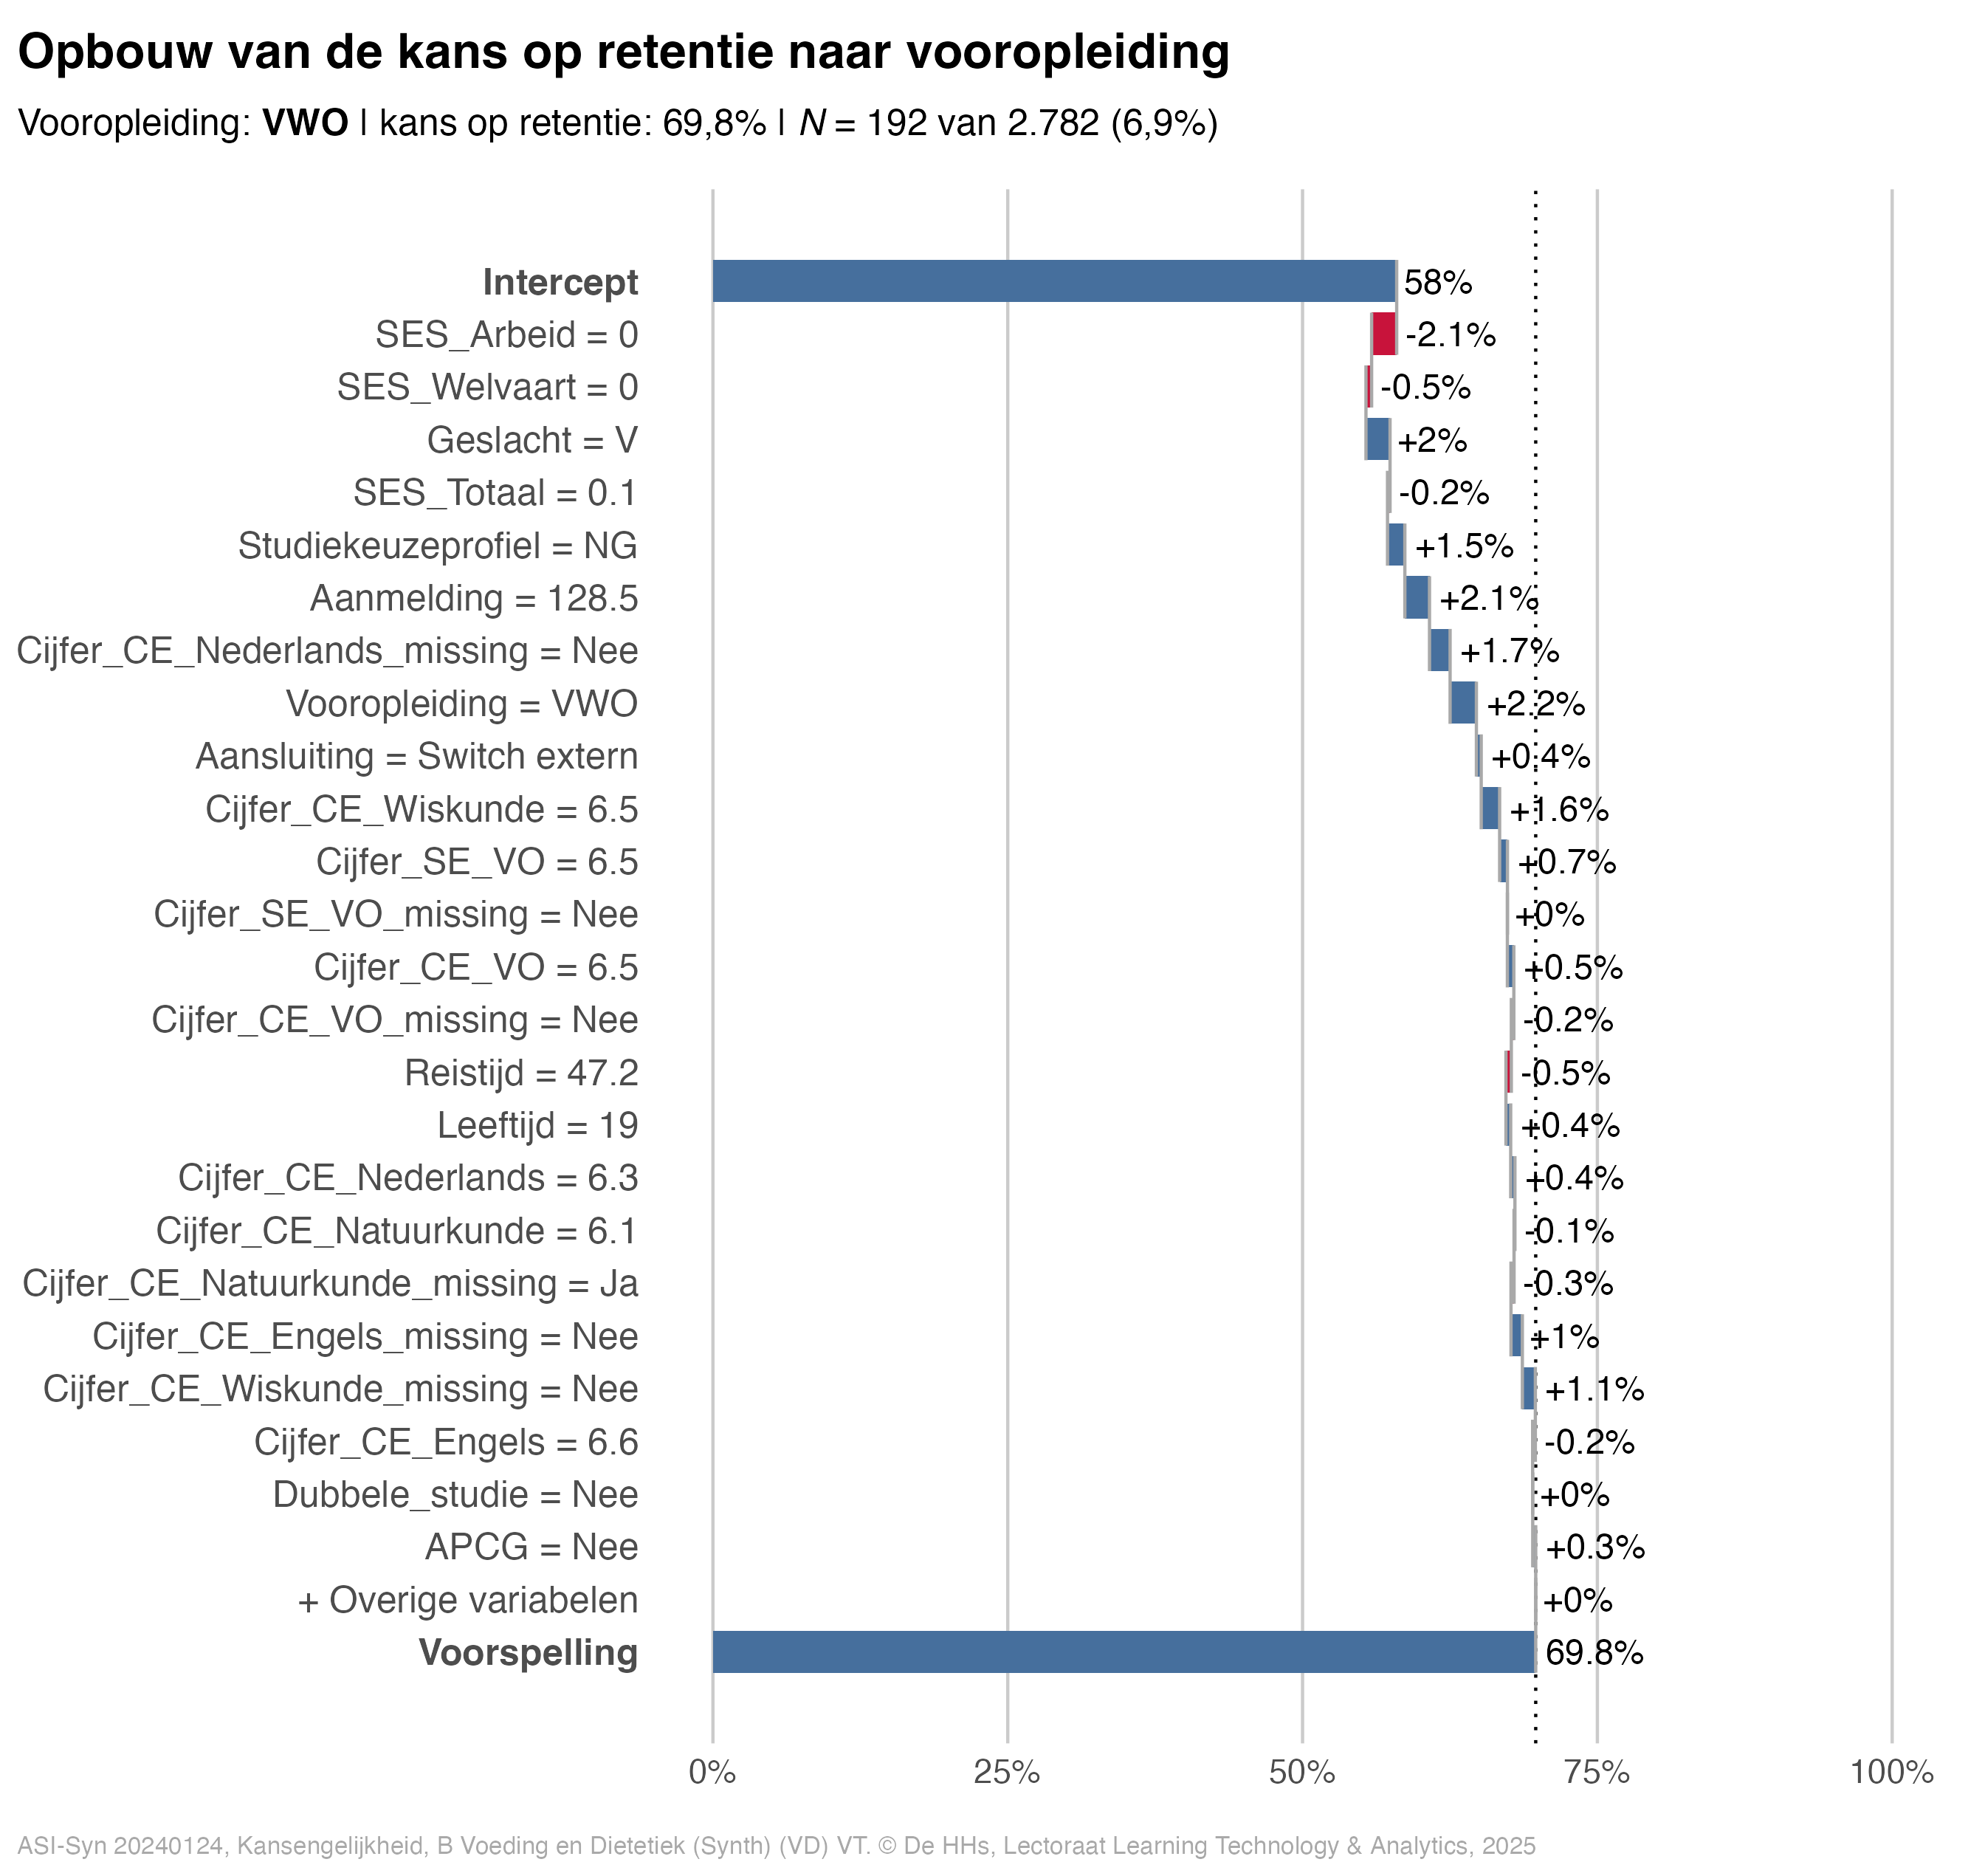 Opbouw van de kans op retentie naar vooropleiding
Vooropleiding: VWO | kans op retentie: 69,8% | N = 192 van 2.782 (6,9%)
Intercept 58%
SES_Arbeid = 0 -2.1%
SES_Welvaart = 0 -0.5%
Geslacht = V +2%
SES_Totaal = 0.1 -0.2%
Studiekeuzeprofiel = NG +1.5%
Aanmelding = 128.5 +2.1%
Cijfer_CE_Nederlands_missing = Nee +1.7%
Vooropleiding = VWO +2.2%
Aansluiting = Switch extern +0.4%
Cijfer_CE_Wiskunde = 6.5 +1.6%
Cijfer_SE_VO = 6.5 +0.7%
Cijfer_SE_VO_missing = Nee +0%
Cijfer_CE_VO = 6.5 +0.5%
Cijfer_CE_VO_missing = Nee -0.2%
Reistijd = 47.2 -0.5%
Leeftijd = 19 +0.4%
Cijfer_CE_Nederlands = 6.3 +0.4%
Cijfer_CE_Natuurkunde = 6.1 -0.1%
Cijfer_CE_Natuurkunde_missing = Ja -0.3%
Cijfer_CE_Engels_missing = Nee +1%
Cijfer_CE_Wiskunde_missing = Nee +1.1%
Cijfer_CE_Engels = 6.6 -0.2%
Dubbele_studie = Nee +0%
APCG = Nee +0.3%
+ Overige variabelen +0%
Voorspelling 69.8%
0% 25% 50% 75% 100%
ASI-Syn 20240124, Kansengelijkheid, B Voeding en Dietetiek (Synth) (VD) VT. © De HHs, Lectoraat Learning Technology & Analytics, 2025